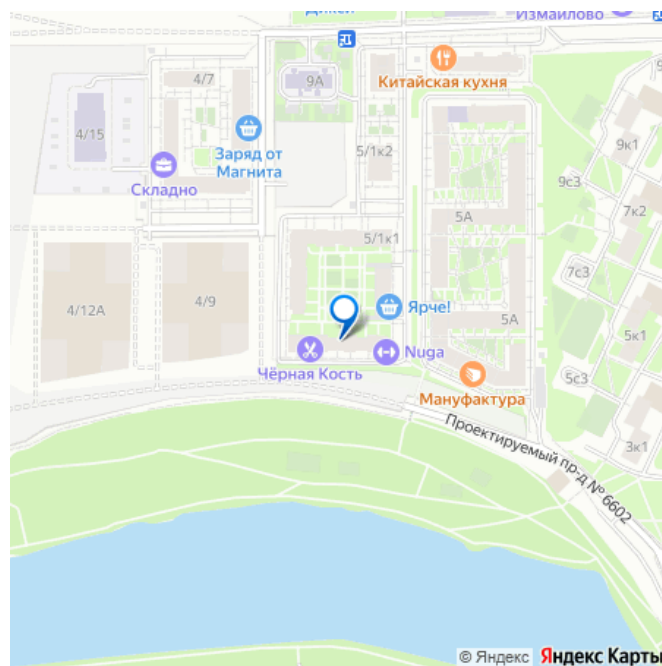 Измайлово
Китайская кухня
4/7
9А
4/15
Заряд от
Магнита
5/1к2
9к1
Складно
9с3
7к2
5А
5/1к1
7с3
4/12А
4/9
Ярче!
5А
5к1
Nuga
Чёрная Кость
5с3
Мануфактура
3к1
Проектируемый пр-д № 6602
© Яндекс Яндекс Карты